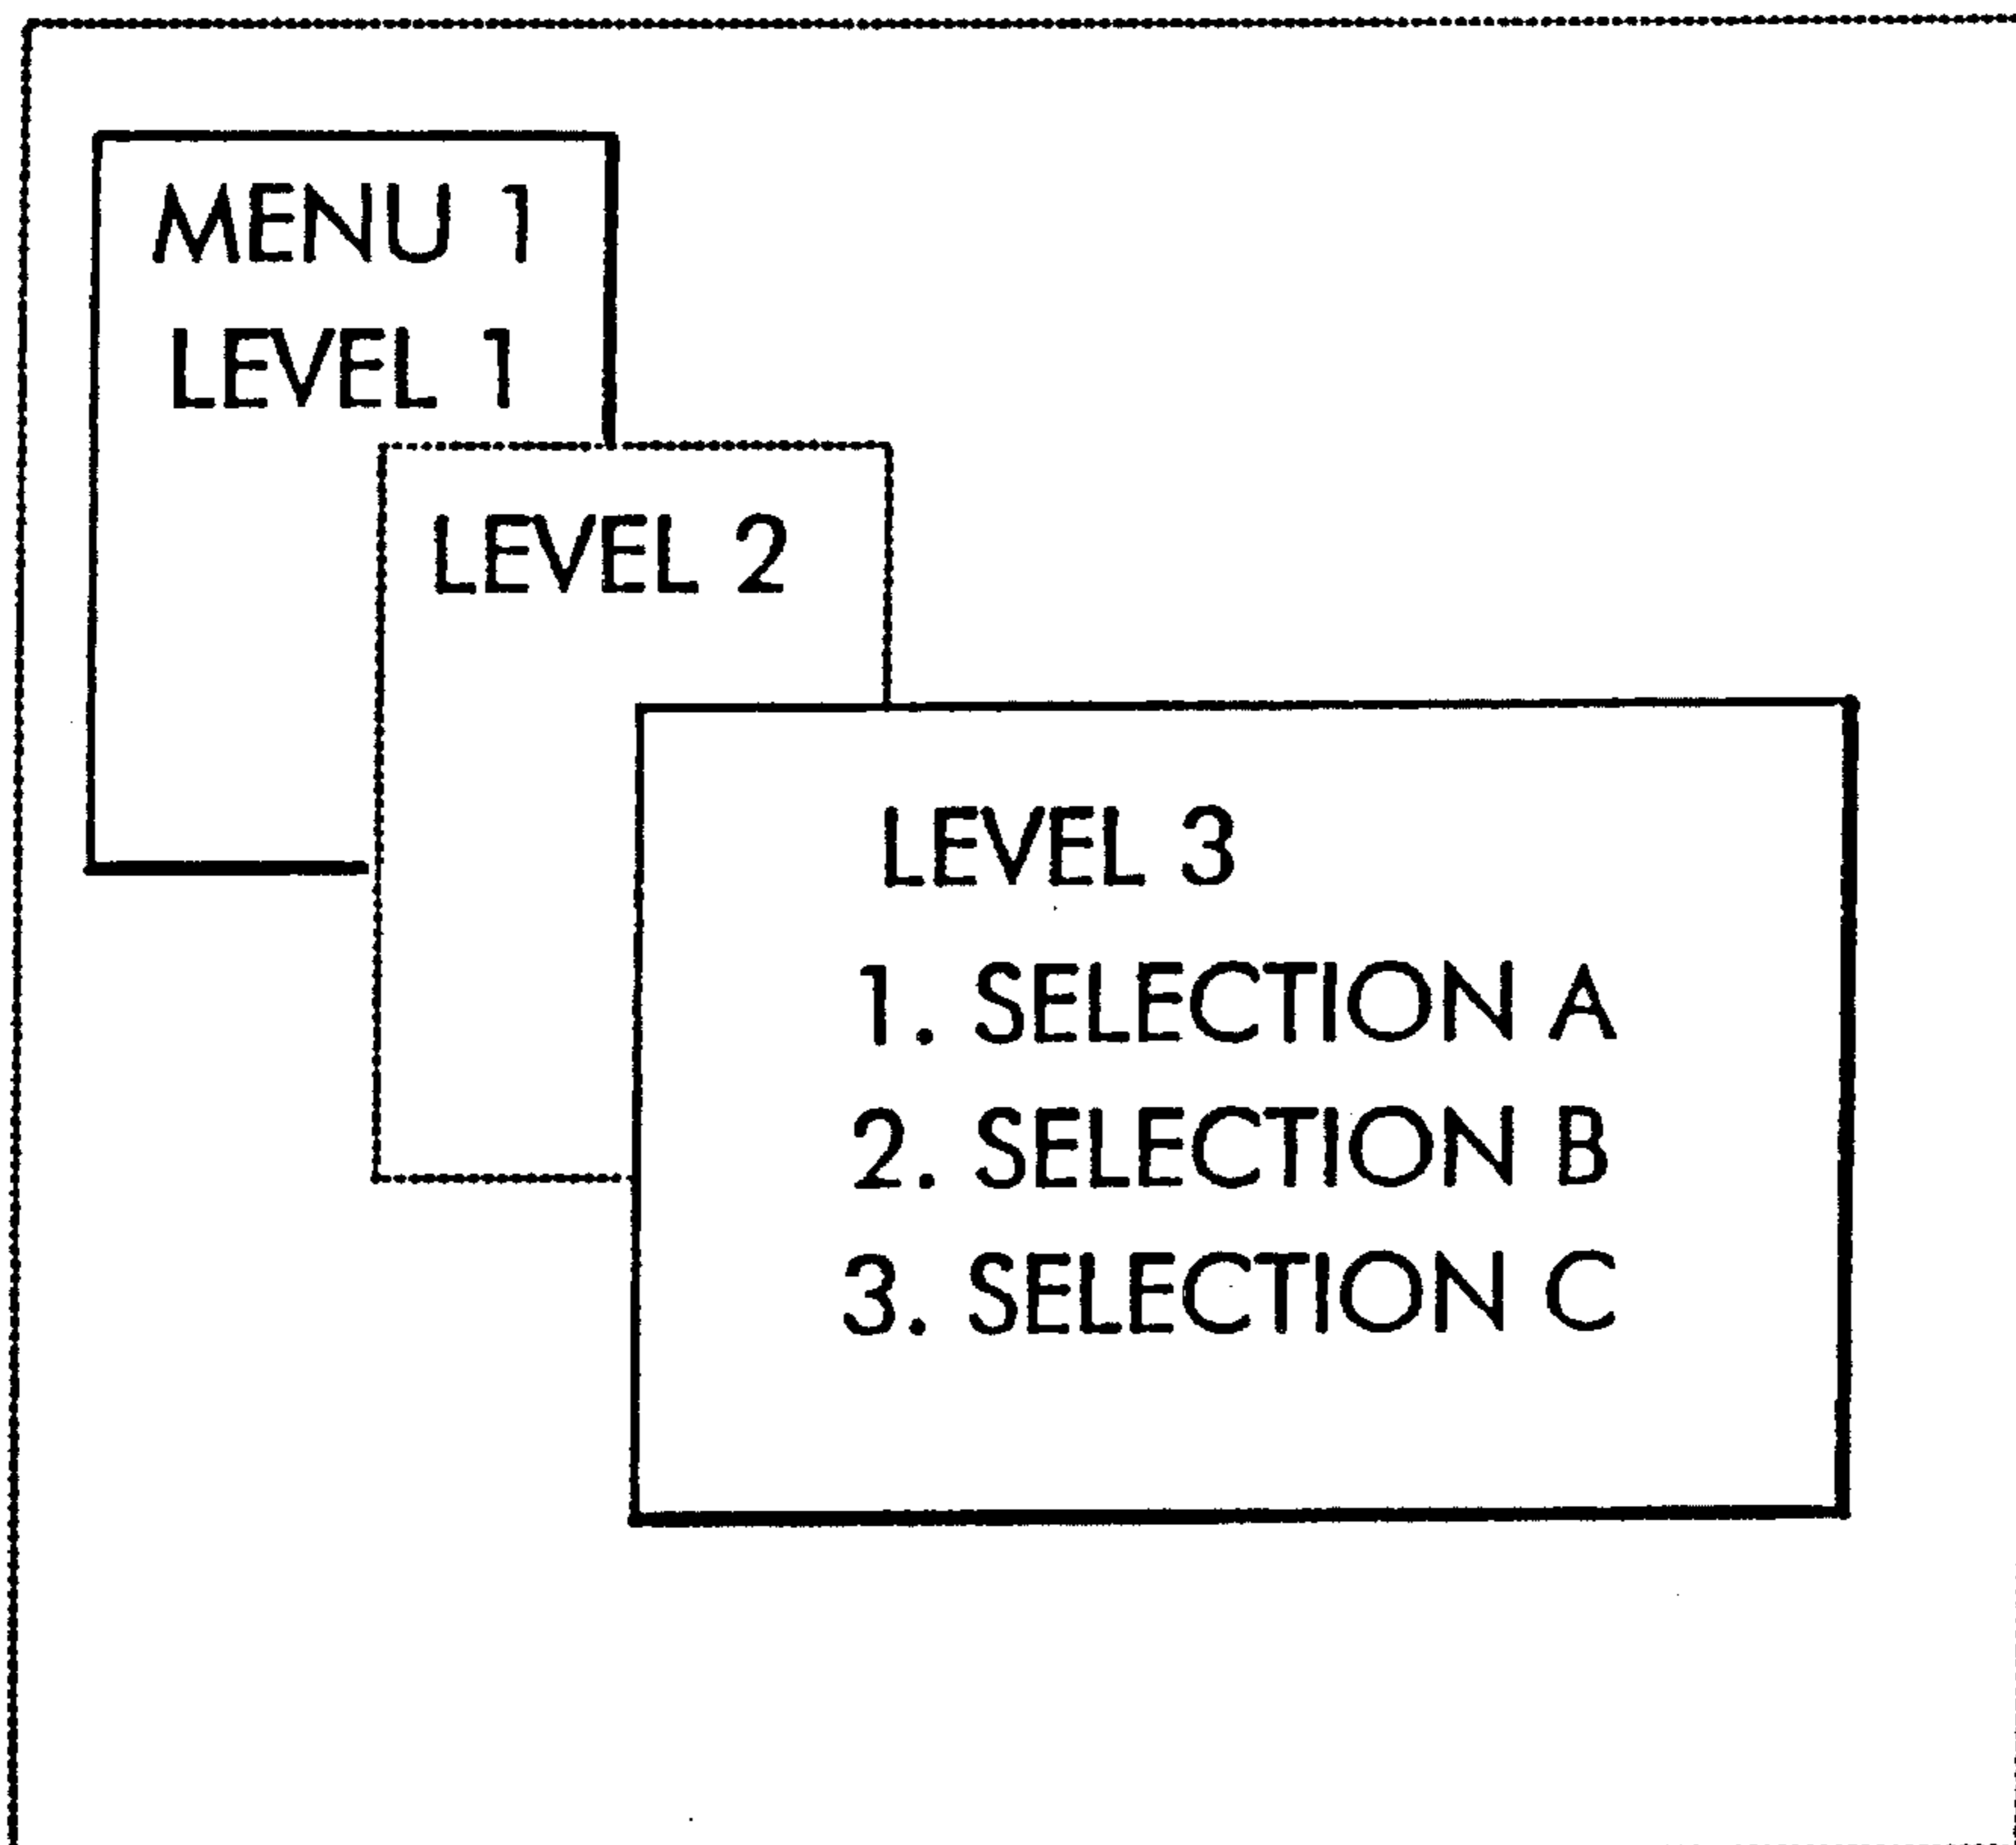 MENU 1
LEVEL 1
LEVEL 2
LEVEL 3
1. SELECTION A
2. SELECTION B
3. SELECTION C